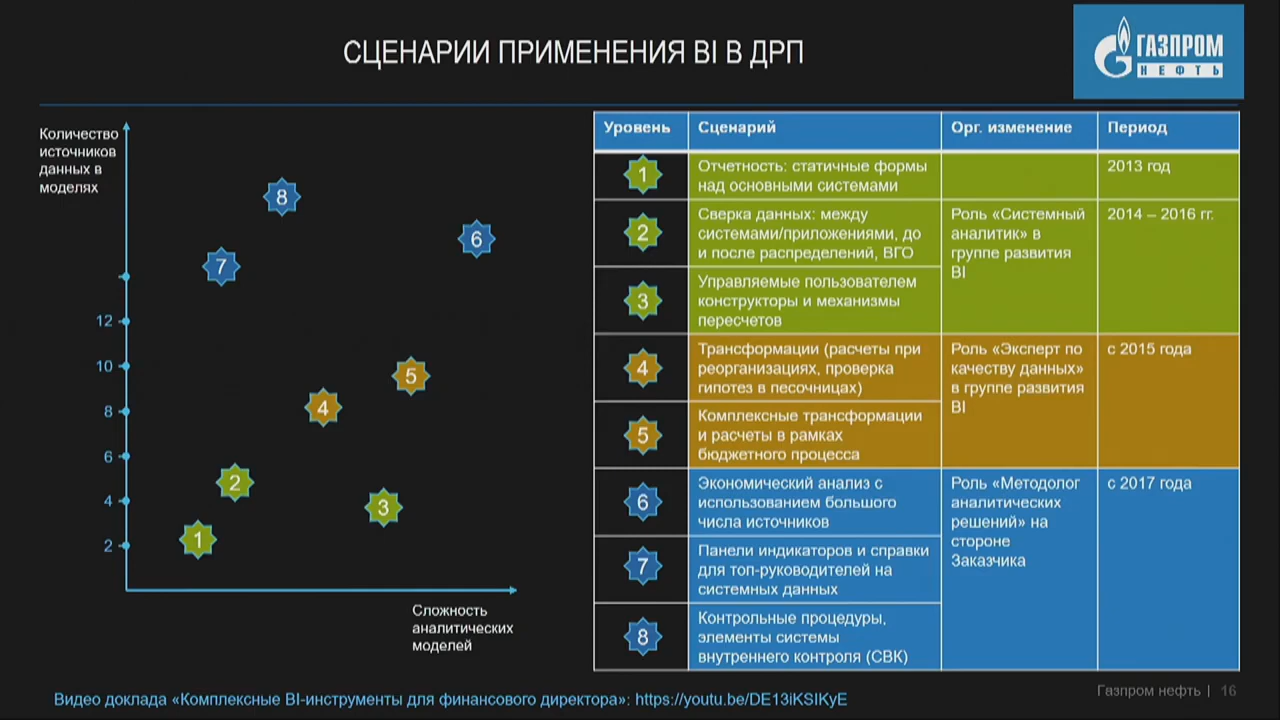 СЦЕНАРИИ ПРИМЕНЕНИЯ BI В ДРП
ГАЗПРОМ
НЕФТЬ
Количество
источников
данных в
моделях
12
10
8
6
4
2
8
6
7
5
4
2
3
1
Сложность
аналитических
моделей
Уровень
Сценарий
Орг. изменение
Период
1
Отчетность: статичные формы
над основными системами
2013 год
2
Сверка данных: между
системами/приложениями, до
и после распределений, ВГО
Роль «Системный
аналитик» в
группе развития
BI
2014 – 2016 гг.
3
Управляемые пользователем
конструкторы и механизмы
пересчетов
4
Трансформации (расчеты при
реорганизациях, проверка
гипотез в песочницах)
Роль «Эксперт по
качеству данных»
в группе развития
BI
с 2015 года
5
Комплексные трансформации
и расчеты в рамках
бюджетного процесса
6
Экономический анализ с
использованием большого
числа источников
Роль «Методолог
аналитических
решений» на
стороне
Заказчика
с 2017 года
7
Панели индикаторов и справки
для топ-руководителей на
системных данных
8
Контрольные процедуры,
элементы системы
внутреннего контроля (СВК)
Видео доклада «Комплексные BI-инструменты для финансового директора»: https://youtu.be/DE13iKSIKyE
Газпром нефть | 16